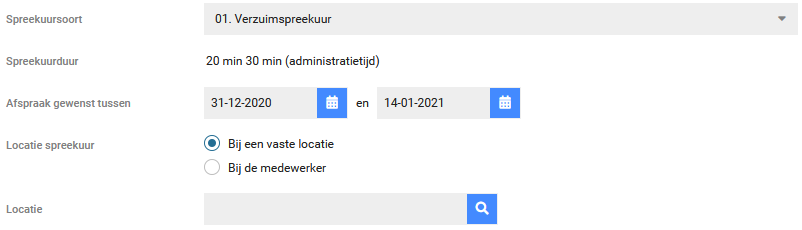 Spreekuursoort 01. Verzuimspreekuur
Spreekuurduur 20 min 30 min (administratietijd)
Afspraak gewenst tussen 31-12-2020 en 14-01-2021
Locatie spreekuur Bij een vaste locatie
Bij de medewerker
Locatie